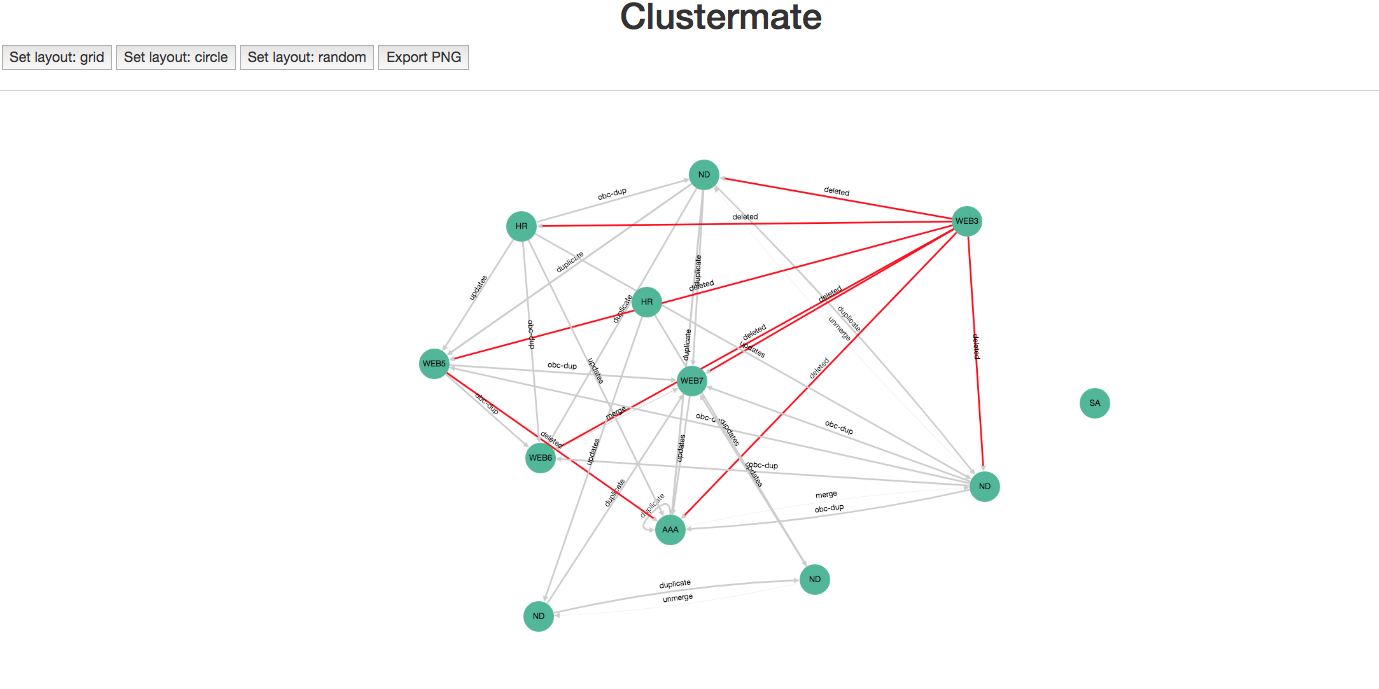 Clustermate
Set layout: grid
Set layout: circle
Set layout: random
Export PNG
ND
obc-dup
deleted
HR
deleted
WEB3
duplicate
duplicate
updates
deleted
deleted
HR
duplicate
duplicate
unmerge
obc-dup
deleted
duplicate
updates
deleted
WEB5
obc-dup
updates
deleted
WEB7
SA
obc-dup
merge
obc-dup
updates
obc-dup
deleted
updates
updates
WEB6
obc-dup
updates
ND
duplicate
duplicate
merge
obc-dup
AAA
duplicate
ND
unmerge
ND